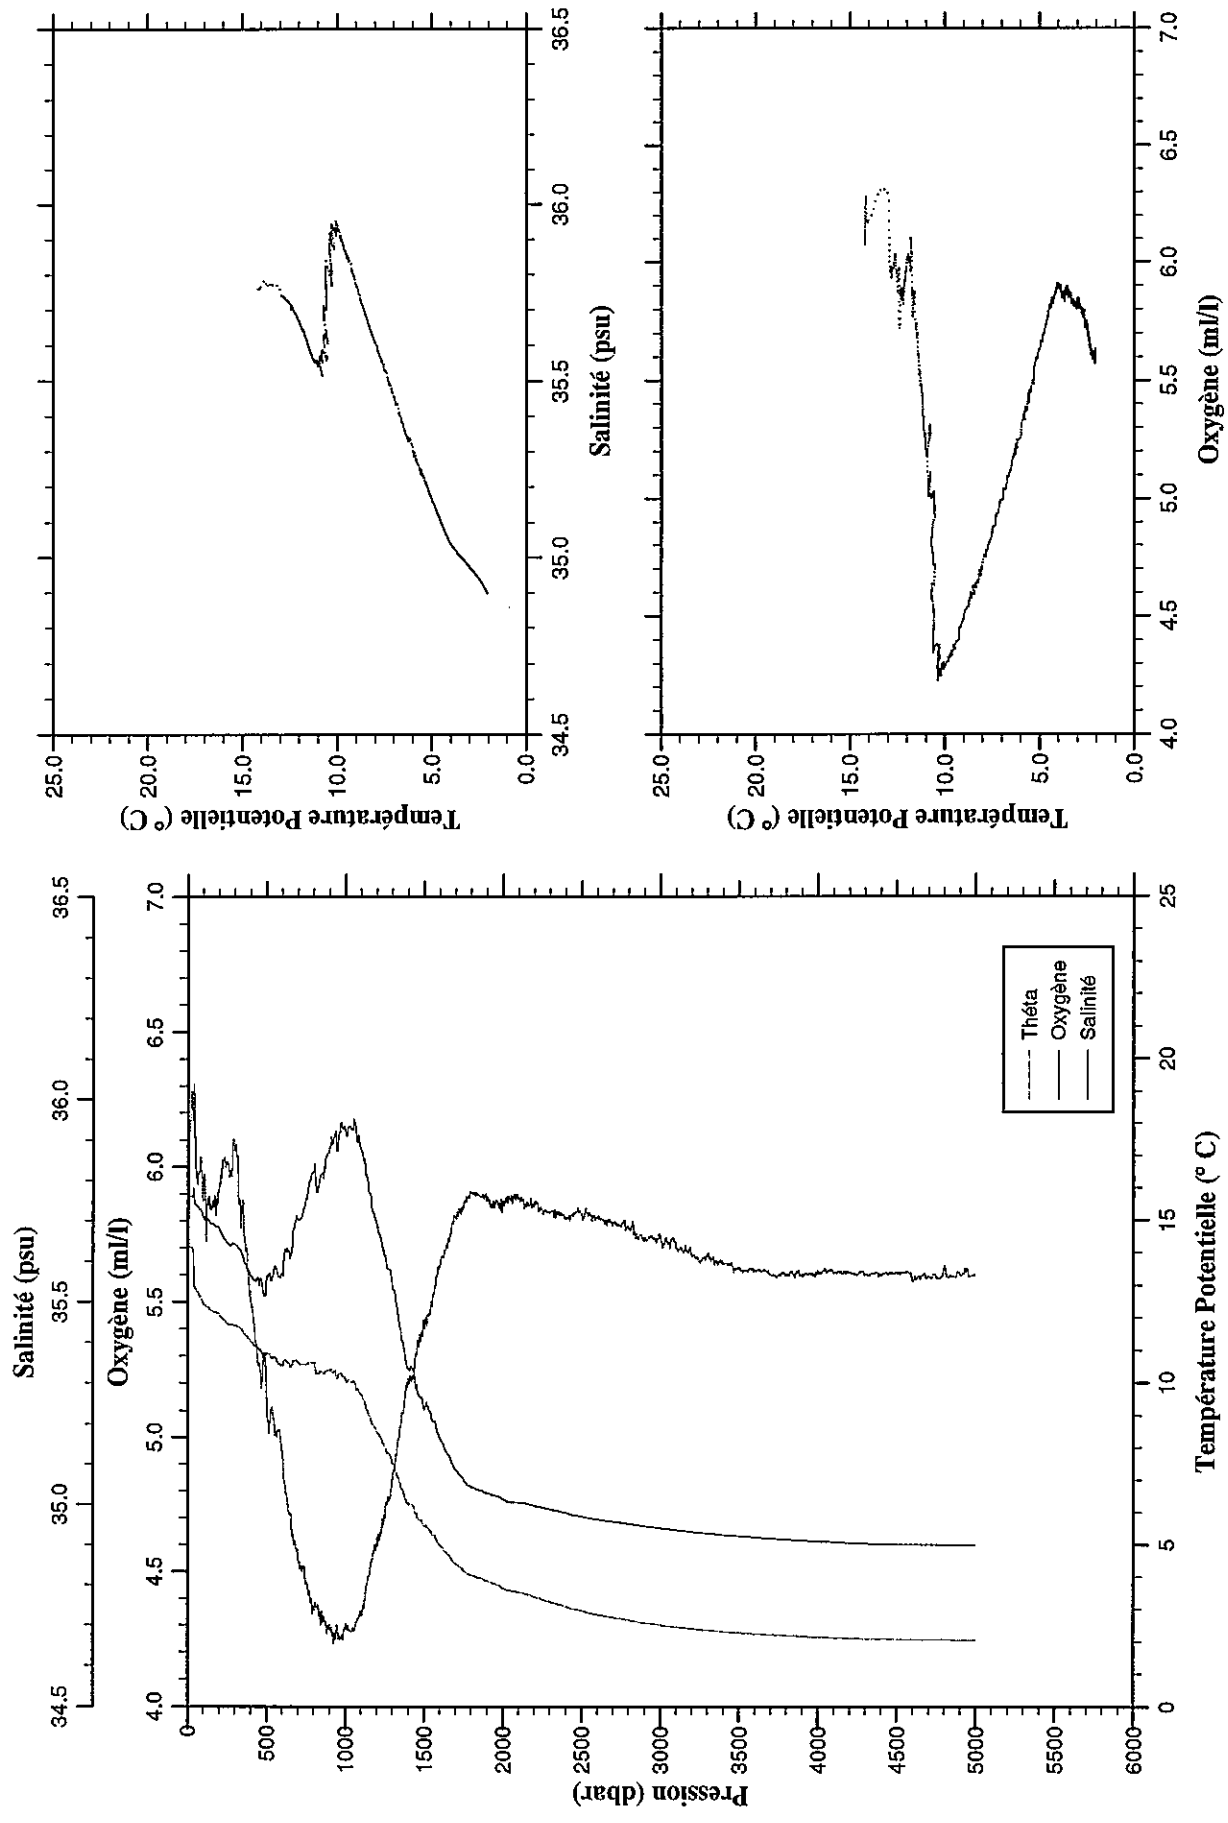 Salinité (psu)
34.5 35.0 35.5 36.0 36.5
Oxygène (ml/l)
4.0 4.5 5.0 5.5 6.0 6.5 7.0
Pression (dbar)
0
500
1000
1500
2000
2500
3000
3500
4000
4500
5000
5500
6000
Théta
Oxygène
Salinité
0 5 10 15 20 25
Température Potentielle (° C)
Température Potentielle (° C)
25.0
20.0
15.0
10.0
5.0
0.0
34.5 35.0 35.5 36.0 36.5
Salinité (psu)
Température Potentielle (° C)
25.0
20.0
15.0
10.0
5.0
0.0
4.0 4.5 5.0 5.5 6.0 6.5 7.0
Oxygène (ml/l)